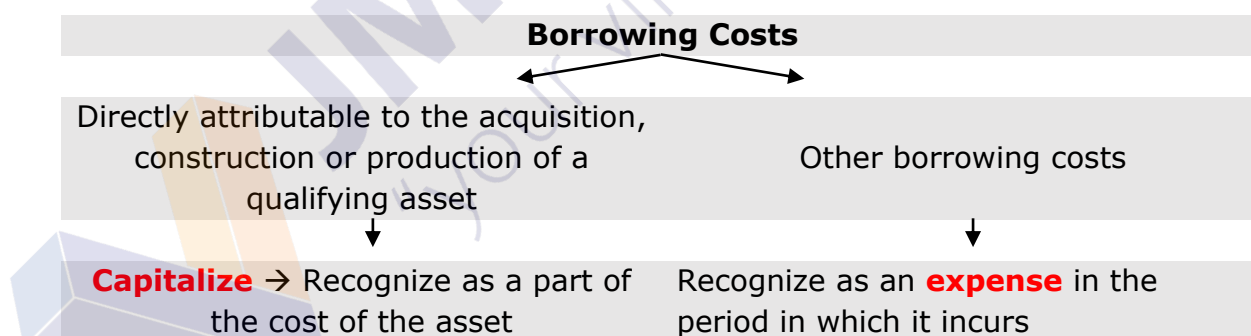 Borrowing Costs
Directly attributable to the acquisition,
construction or production of a
qualifying asset
Other borrowing costs
Capitalize → Recognize as a part of
the cost of the asset
Recognize as an expense in the
period in which it incurs
"your